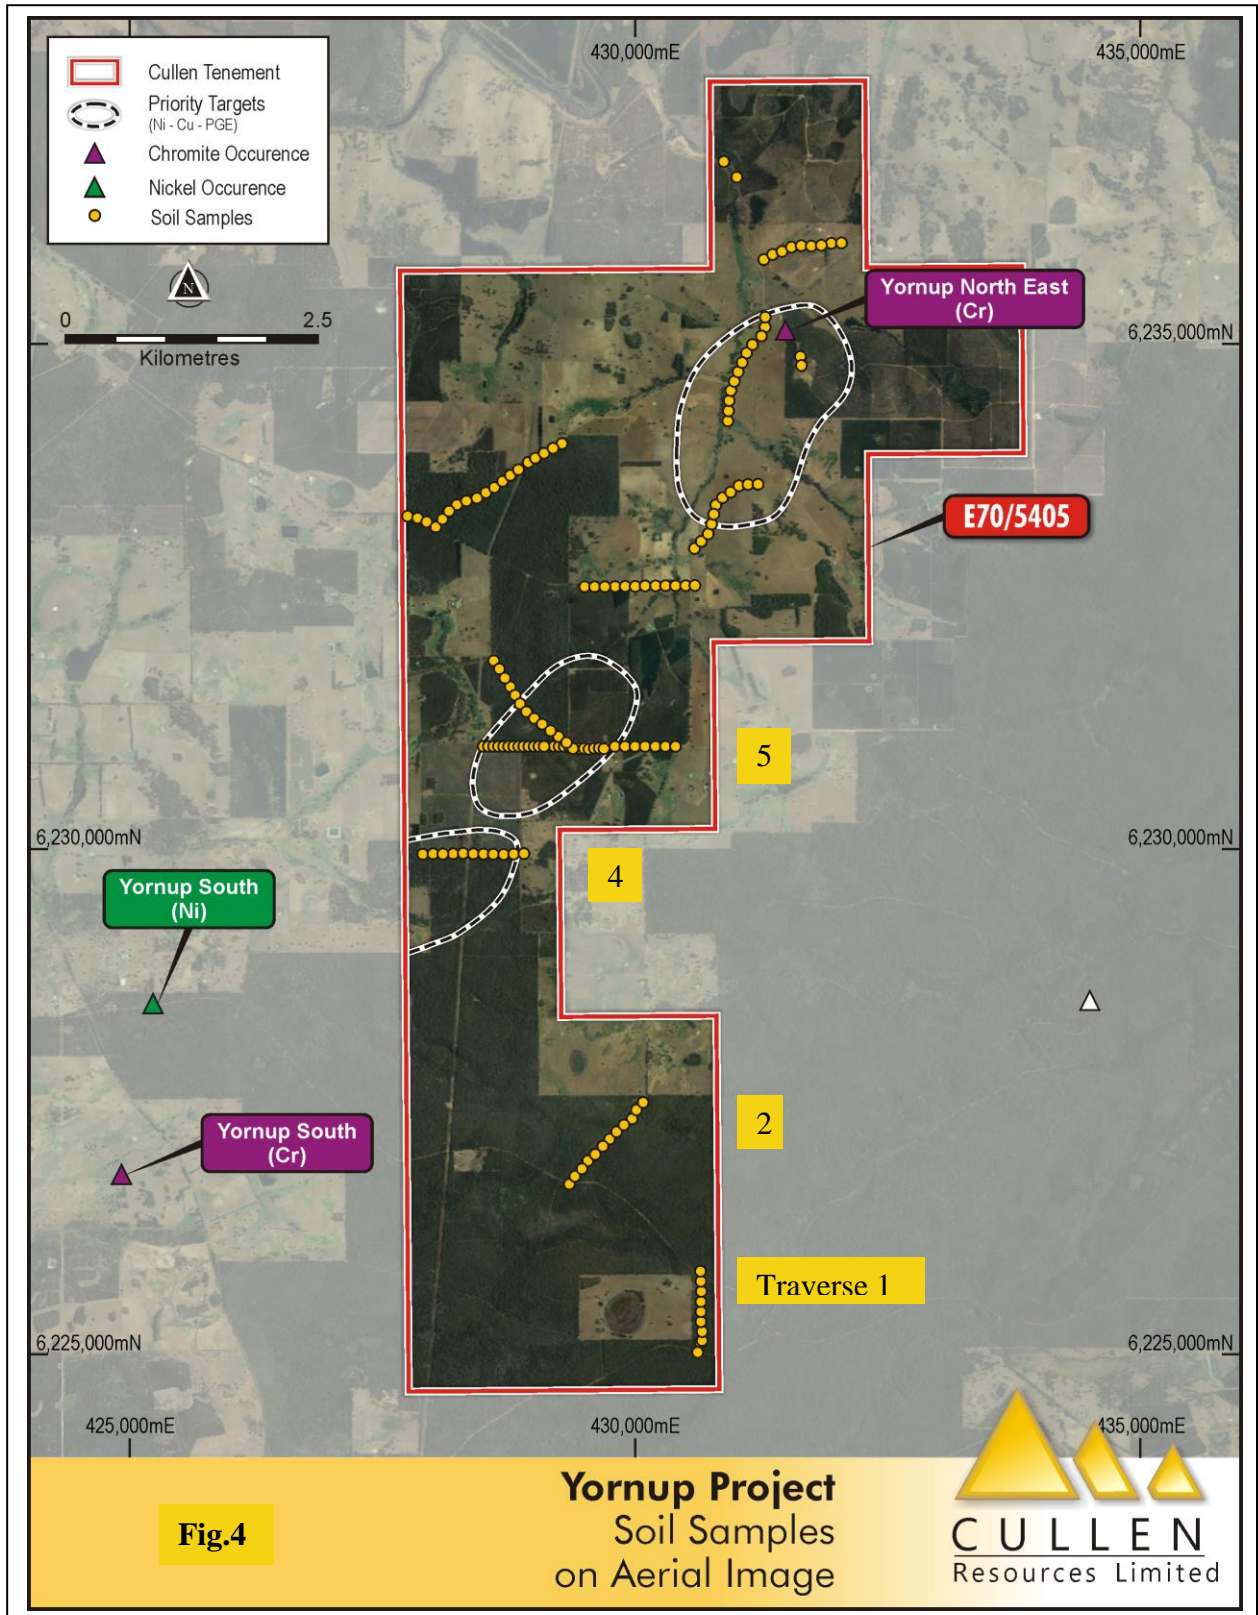 430,000mE
435,000mE
Cullen Tenement
Priority Targets
(Ni - Cu - PGE)
Chromite Occurence
Nickel Occurence
Soil Samples
N
0 2.5
Kilometres
Yornup North East
(Cr)
6,235,000mN
E70/5405
5
6,230,000mN
6,230,000mN
4
Yornup South
(Ni)
2
Yornup South
(Cr)
Traverse 1
6,225,000mN
6,225,000mN
425,000mE
430,000mE
435,000mE
Yornup Project
Soil Samples
on Aerial Image
Fig.4
CULLEN
Resources Limited